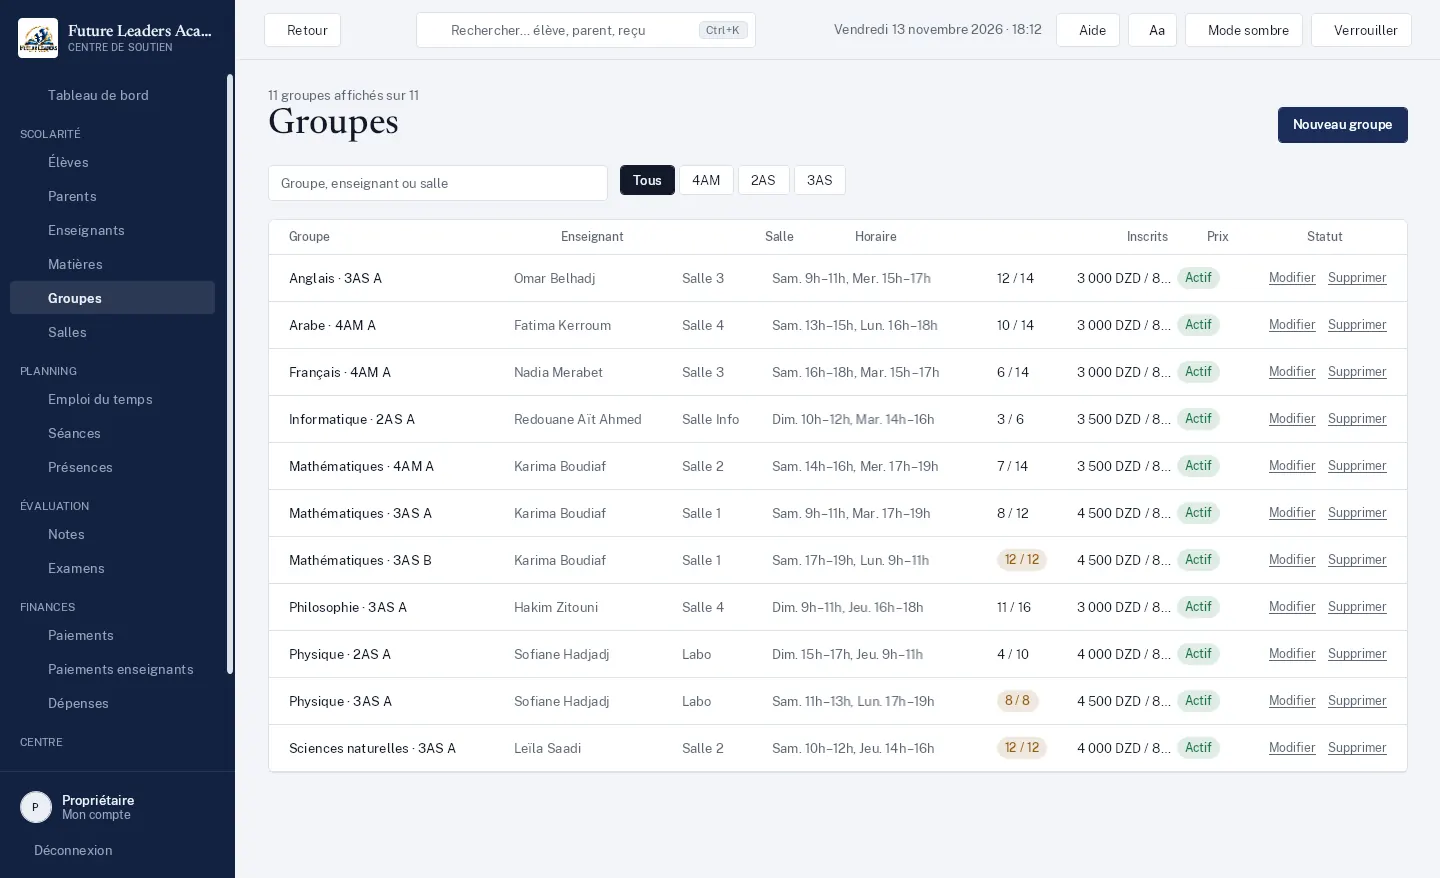 Future Leaders Aca...
CENTRE DE SOUTIEN
Tableau de bord
SCOLARITÉ
Élèves
Parents
Enseignants
Matières
Groupes
Salles
PLANNING
Emploi du temps
Séances
Présences
ÉVALUATION
Notes
Examens
FINANCES
Paiements
Paiements enseignants
Dépenses
CENTRE
P
Propriétaire
Mon compte
Déconnexion
Retour
Rechercher... élève, parent, reçu
Ctrl+K
Vendredi 13 novembre 2026 · 18:12
Aide
Aa
Mode sombre
Verrouiller
11 groupes affichés sur 11
Groupes
Nouveau groupe
Groupe, enseignant ou salle
Tous
4AM
2AS
3AS
Groupe Enseignant Salle Horaire Inscrits Prix Statut
Anglais · 3AS A Omar Belhadj Salle 3 Sam. 9h–11h, Mer. 15h–17h 12 / 14 3 000 DZD / 8... Actif Modifier Supprimer
Arabe · 4AM A Fatima Kerroum Salle 4 Sam. 13h–15h, Lun. 16h–18h 10 / 14 3 000 DZD / 8... Actif Modifier Supprimer
Français · 4AM A Nadia Merabet Salle 3 Sam. 16h–18h, Mar. 15h–17h 6 / 14 3 000 DZD / 8... Actif Modifier Supprimer
Informatique · 2AS A Redouane Aït Ahmed Salle Info Dim. 10h–12h, Mar. 14h–16h 3 / 6 3 500 DZD / 8... Actif Modifier Supprimer
Mathématiques · 4AM A Karima Boudiaf Salle 2 Sam. 14h–16h, Mer. 17h–19h 7 / 14 3 500 DZD / 8... Actif Modifier Supprimer
Mathématiques · 3AS A Karima Boudiaf Salle 1 Sam. 9h–11h, Mar. 17h–19h 8 / 12 4 500 DZD / 8... Actif Modifier Supprimer
Mathématiques · 3AS B Karima Boudiaf Salle 1 Sam. 17h–19h, Lun. 9h–11h 12 / 12 4 500 DZD / 8... Actif Modifier Supprimer
Philosophie · 3AS A Hakim Zitouni Salle 4 Dim. 9h–11h, Jeu. 16h–18h 11 / 16 3 000 DZD / 8... Actif Modifier Supprimer
Physique · 2AS A Sofiane Hadjadj Labo Dim. 15h–17h, Jeu. 9h–11h 4 / 10 4 000 DZD / 8... Actif Modifier Supprimer
Physique · 3AS A Sofiane Hadjadj Labo Sam. 11h–13h, Lun. 17h–19h 8 / 8 4 500 DZD / 8... Actif Modifier Supprimer
Sciences naturelles · 3AS A Leïla Saadi Salle 2 Sam. 10h–12h, Jeu. 14h–16h 12 / 12 4 000 DZD / 8... Actif Modifier Supprimer